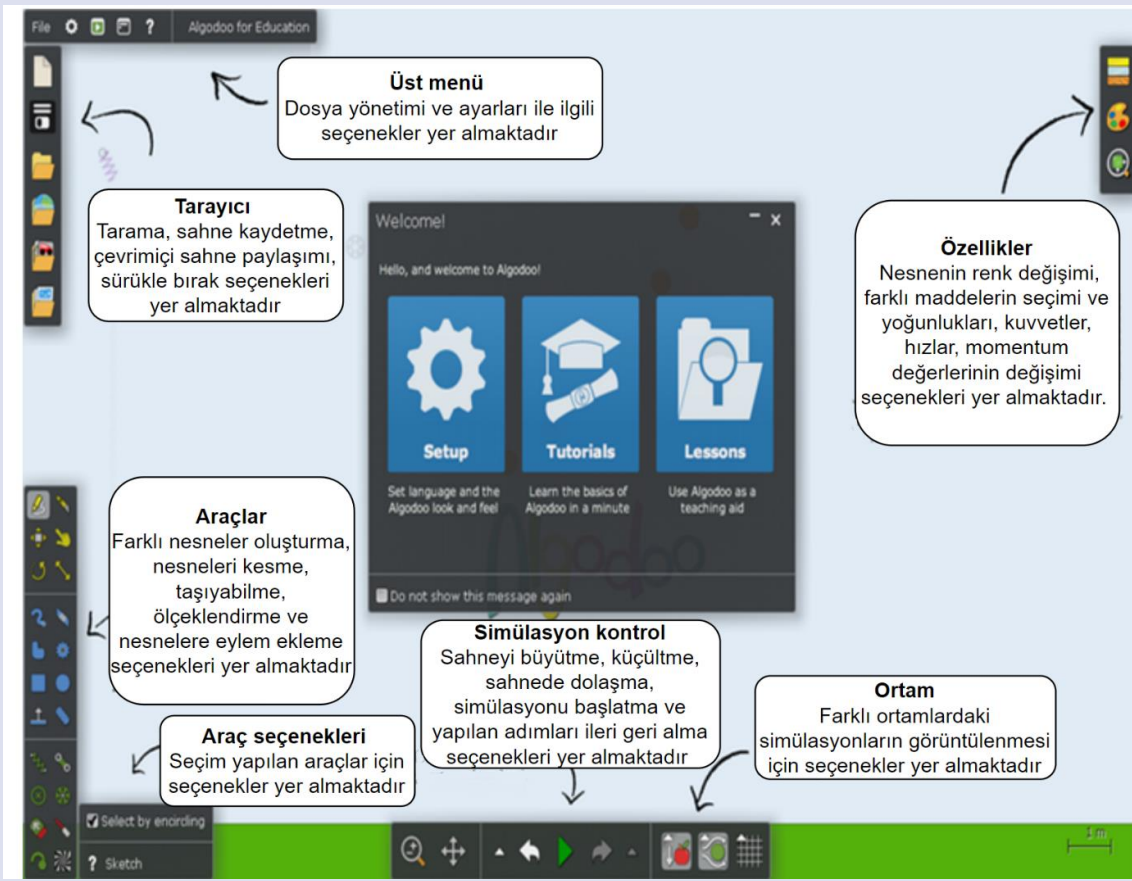 File ? Algodoo for Education
Üst menü
Dosya yönetimi ve ayarları ile ilgili
seçenekler yer almaktadır
Tarayıcı
Tarama, sahne kaydetme,
çevrimiçi sahne paylaşımı,
sürükle bırak seçenekleri
yer almaktadır
Welcome!
Hello, and welcome to Algodoo!
Setup
Tutorials
Lessons
Set language and the
Algodoo look and feel
Learn the basics of
Algodoo in a minute
Use Algodoo as a
teaching aid
Algodoo
Do not show this message again
Özellikler
Nesnenin renk değişimi,
farklı maddelerin seçimi ve
yoğunlukları, kuvvetler,
hızlar, momentum
değerlerinin değişimi
seçenekleri yer almaktadır.
Araçlar
Farklı nesneler oluşturma,
nesneleri kesme,
taşıyabilme,
ölçeklendirme ve
nesnelere eylem ekleme
seçenekleri yer almaktadır
Simülasyon kontrol
Sahneyi büyütme, küçültme,
sahnede dolaşma,
simülasyonu başlatma ve
yapılan adımları ileri geri alma
seçenekleri yer almaktadır
Ortam
Farklı ortamlardaki
simülasyonların görüntülenmesi
için seçenekler yer almaktadır
Araç seçenekleri
Seçim yapılan araçlar için
seçenekler yer almaktadır
Select by encircling
? Sketch
1 m